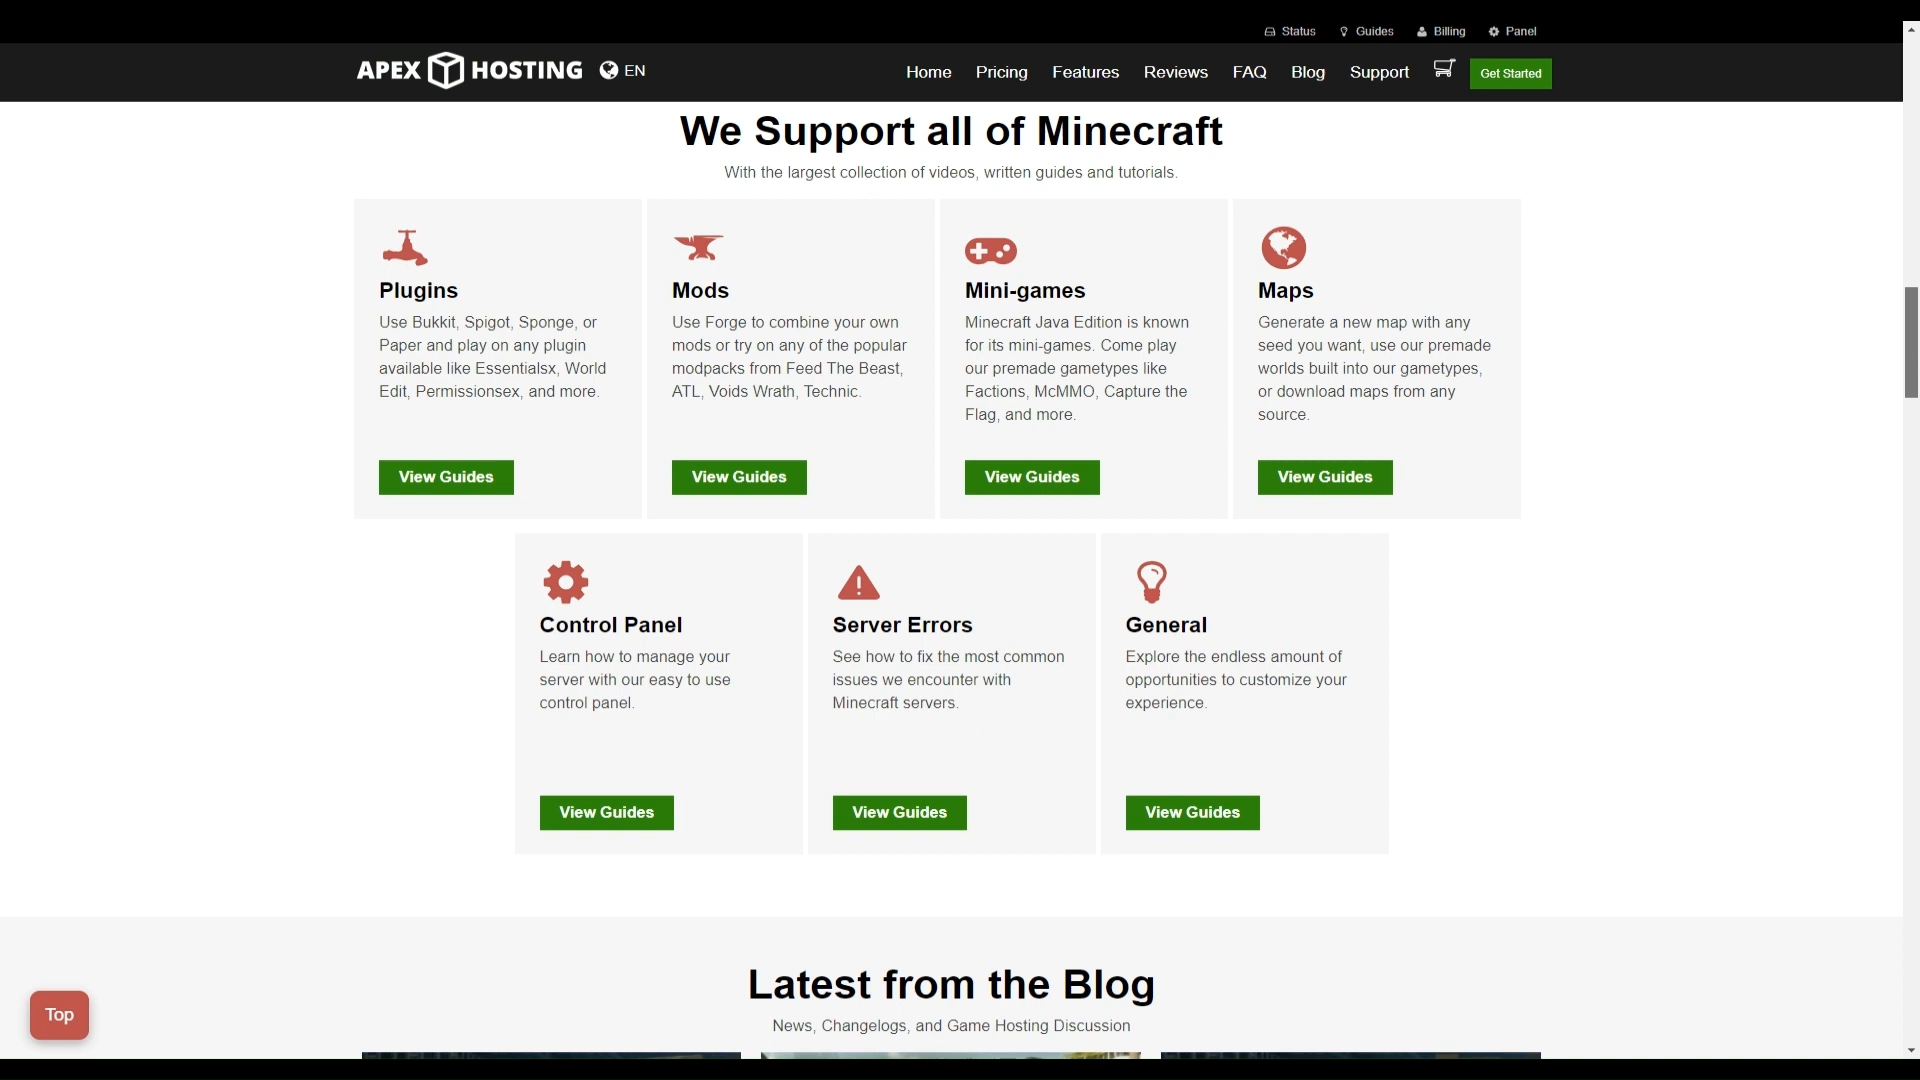 Status Guides Billing Panel
APEX HOSTING EN
Home Pricing Features Reviews FAQ Blog Support Get Started
We Support all of Minecraft
With the largest collection of videos, written guides and tutorials.
Plugins
Use Bukkit, Spigot, Sponge, or
Paper and play on any plugin
available like Essentialsx, World
Edit, Permissionsex, and more.
View Guides
Mods
Use Forge to combine your own
mods or try on any of the popular
modpacks from Feed The Beast,
ATL, Voids Wrath, Technic.
View Guides
Mini-games
Minecraft Java Edition is known
for its mini-games. Come play
our premade gametypes like
Factions, McMMO, Capture the
Flag, and more.
View Guides
Maps
Generate a new map with any
seed you want, use our premade
worlds built into our gametypes,
or download maps from any
source.
View Guides
Control Panel
Learn how to manage your
server with our easy to use
control panel.
View Guides
Server Errors
See how to fix the most common
issues we encounter with
Minecraft servers.
View Guides
General
Explore the endless amount of
opportunities to customize your
experience.
View Guides
Latest from the Blog
News, Changelogs, and Game Hosting Discussion
Top